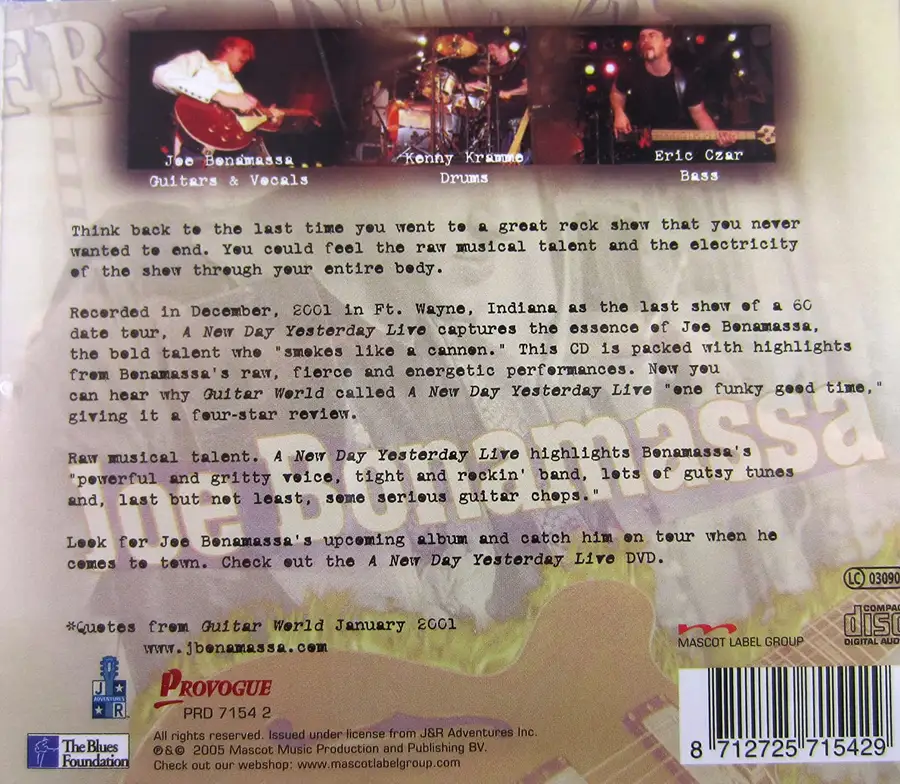 Joe Bonamassa
Guitars & Vocals
Kenny Kramme
Drums
Eric Czar
Bass
Think back to the last time you went to a great rock show that you never
wanted to end. You could feel the raw musical talent and the electricity
of the show through your entire body.
Recorded in December, 2001 in Ft. Wayne, Indiana as the last show of a 60
date tour, A New Day Yesterday Live captures the essence of Joe Bonamassa,
the bold talent who "smokes like a cannon." This CD is packed with highlights
from Bonamassa's raw, fierce and energetic performances. Now you
can hear why Guitar World called A New Day Yesterday Live "one funky good time,"
giving it a four-star review.
Raw musical talent. A New Day Yesterday Live highlights Bonamassa's
"powerful and gritty voice, tight and rockin' band, lots of gutsy tunes
and, last but not least, some serious guitar chops."
Joe Bonamassa
Look for Joe Bonamassa's upcoming album and catch him on tour when he
comes to town. Check out the A New Day Yesterday Live DVD.
*Quotes from Guitar World January 2001
www.jbonamassa.com
LC 03090
COMPAC
disc
DIGITAL AUD
MASCOT LABEL GROUP
J &
ADVENTURES
R
PROVOGUE
PRD 7154 2
The Blues
Foundation
All rights reserved. Issued under license from J&R Adventures Inc.
℗&© 2005 Mascot Music Production and Publishing BV.
Check out our webshop: www.mascotlabelgroup.com
8 712725 715429